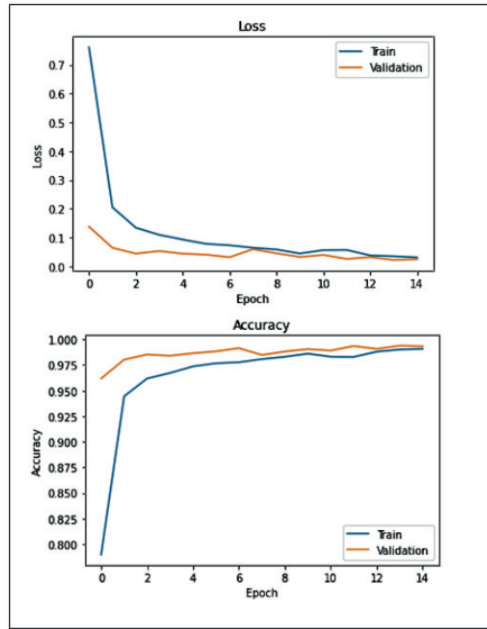 Loss
Train
Validation
0.7
0.6
0.5
0.4
0.3
0.2
0.1
0.0
Loss
0 2 4 6 8 10 12 14
Epoch
Accuracy
1.000
0.975
0.950
0.925
0.900
0.875
0.850
0.825
0.800
Accuracy
Train
Validation
0 2 4 6 8 10 12 14
Epoch